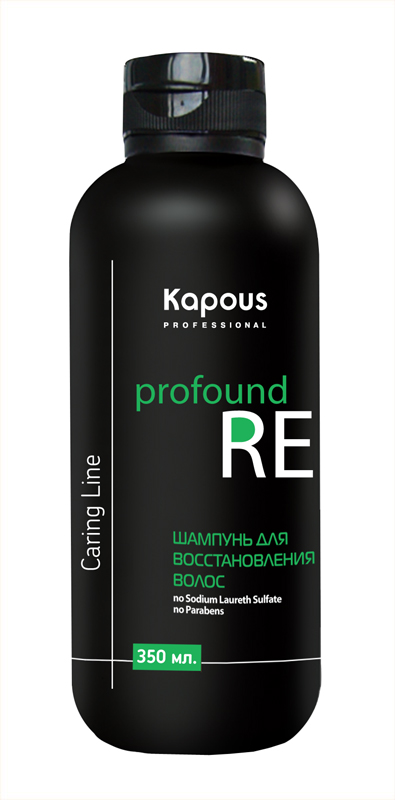 Kapous
PROFESSIONAL
profound
RE
Caring Line
ШАМПУНЬ ДЛЯ
ВОССТАНОВЛЕНИЯ
ВОЛОС
no Sodium Laureth Sulfate
no Parabens
350 мл.